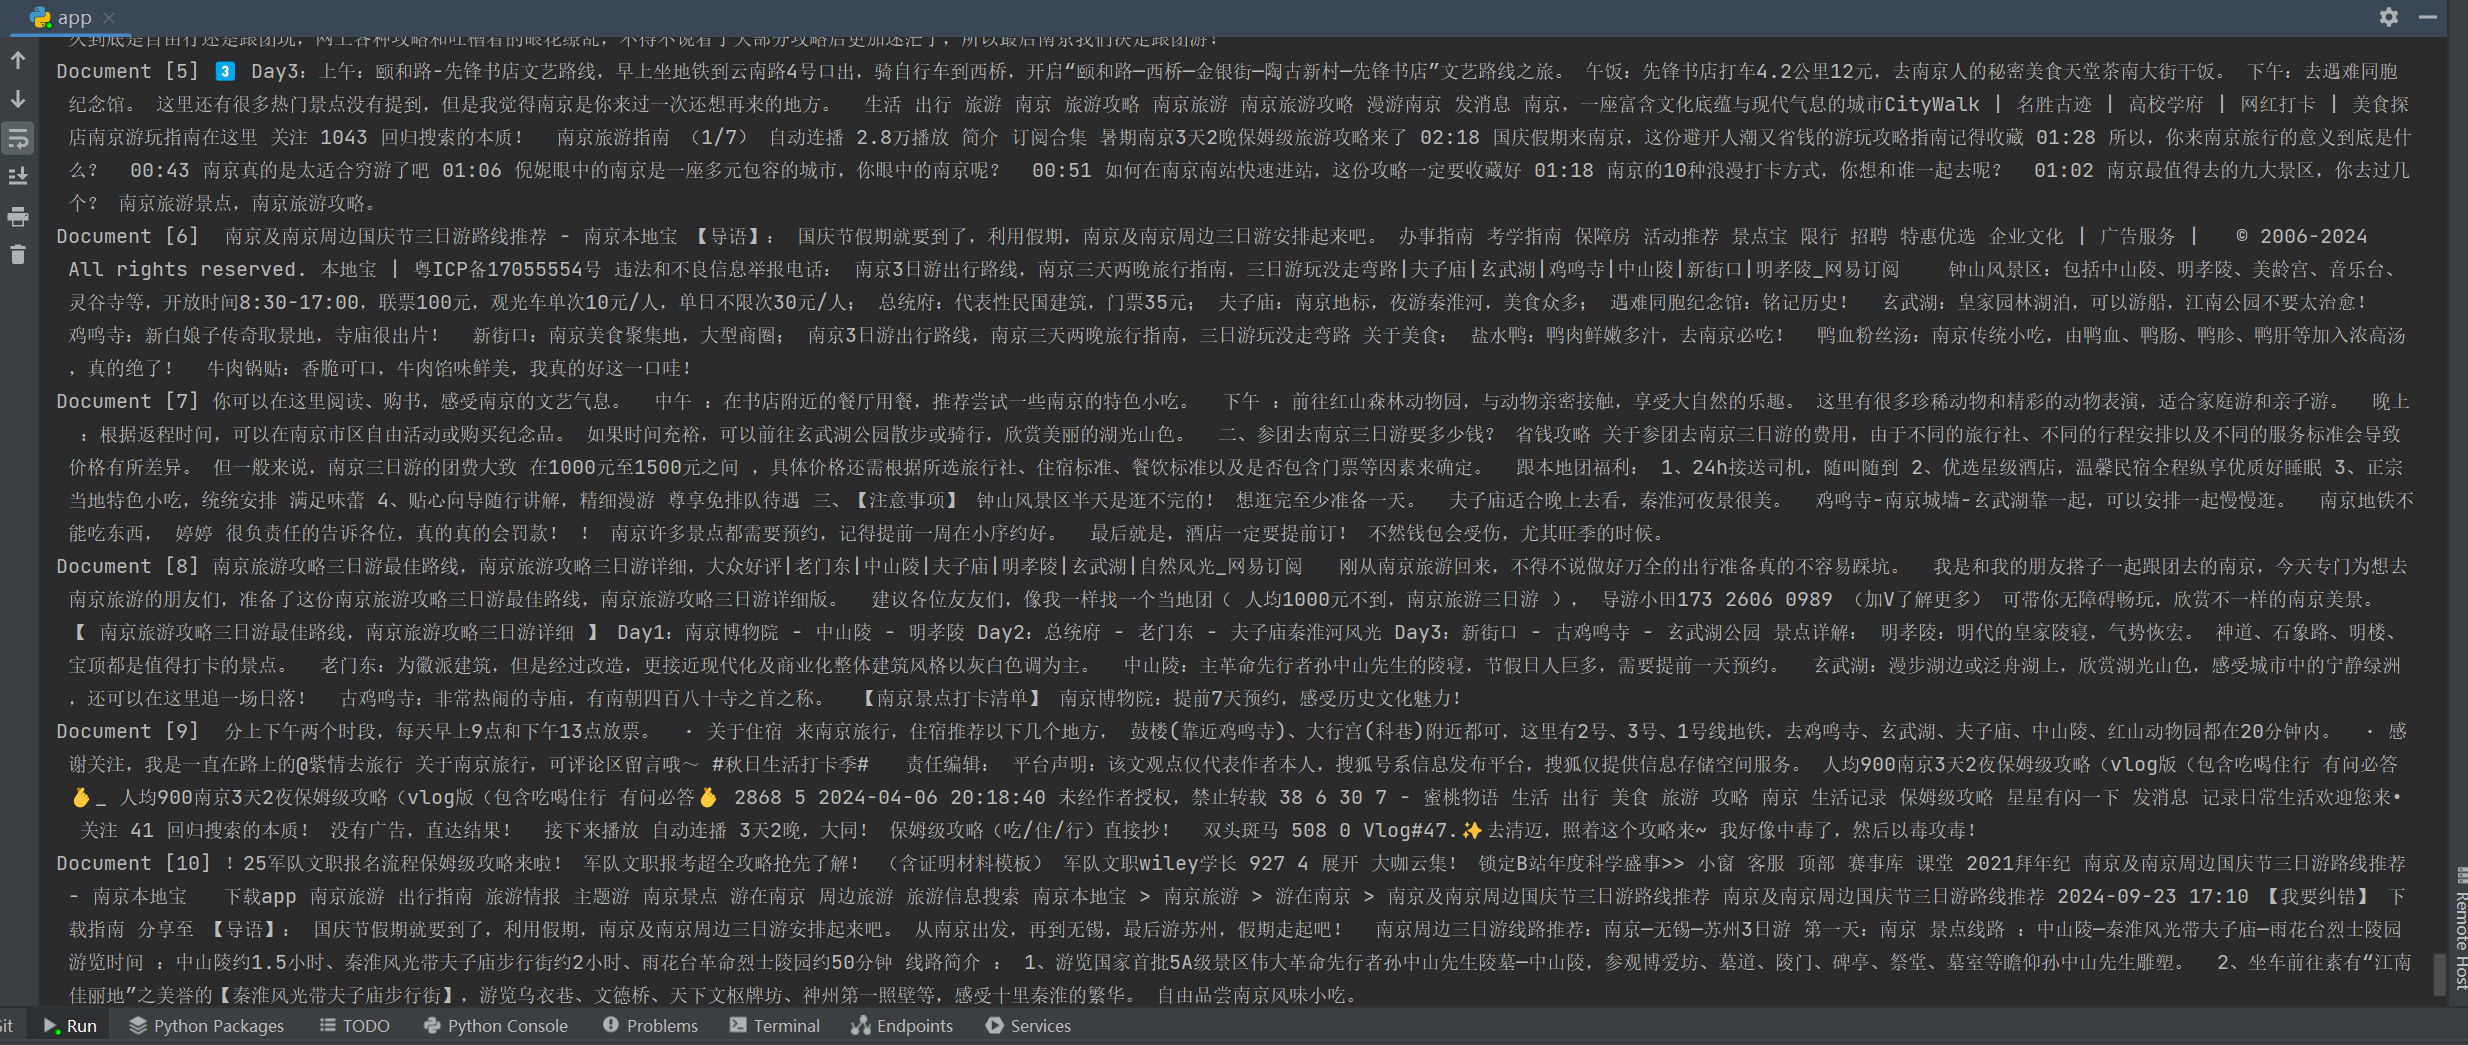 app
久到底是自由行还是跟团玩，网上各种攻略和吐槽看的眼花缭乱，不得不说看了大部分攻略后更加迷茫了，所以最后南京我们决定跟团游！
Document [5] 3️⃣ Day3：上午：颐和路-先锋书店文艺路线，早上坐地铁到云南路4号口出，骑自行车到西桥，开启“颐和路—西桥—金银街—陶古新村—先锋书店”文艺路线之旅。 午饭：先锋书店打车4.2公里12元，去南京人的秘密美食天堂茶南大街干饭。 下午：去遇难同胞
纪念馆。 这里还有很多热门景点没有提到，但是我觉得南京是你来过一次还想再来的地方。 生活 出行 旅游 南京 旅游攻略 南京旅游 南京旅游攻略 漫游南京 发消息 南京，一座富含文化底蕴与现代气息的城市CityWalk | 名胜古迹 | 高校学府 | 网红打卡 | 美食探
店南京游玩指南在这里 关注 1043 回归搜索的本质！ 南京旅游指南 （1/7） 自动连播 2.8万播放 简介 订阅合集 暑期南京3天2晚保姆级旅游攻略来了 02:18 国庆假期来南京，这份避开人潮又省钱的游玩攻略指南记得收藏 01:28 所以，你来南京旅行的意义到底是什
么？ 00:43 南京真的是太适合穷游了吧 01:06 倪妮眼中的南京是一座多元包容的城市，你眼中的南京呢？ 00:51 如何在南京南站快速进站，这份攻略一定要收藏好 01:18 南京的10种浪漫打卡方式，你想和谁一起去呢？ 01:02 南京最值得去的九大景区，你去过几
个？ 南京旅游景点，南京旅游攻略。
Document [6] 南京及南京周边国庆节三日游路线推荐 - 南京本地宝 【导语】： 国庆节假期就要到了，利用假期，南京及南京周边三日游安排起来吧。 办事指南 考学指南 保障房 活动推荐 景点宝 限行 招聘 特惠优选 企业文化 | 广告服务 | © 2006-2024
All rights reserved. 本地宝 | 粤ICP备17055554号 违法和不良信息举报电话： 南京3日游出行路线，南京三天两晚旅行指南，三日游玩没走弯路|夫子庙|玄武湖|鸡鸣寺|中山陵|新街口|明孝陵_网易订阅 钟山风景区：包括中山陵、明孝陵、美龄宫、音乐台、
灵谷寺等，开放时间8:30-17:00，联票100元，观光车单次10元/人，单日不限次30元/人； 总统府：代表性民国建筑，门票35元； 夫子庙：南京地标，夜游秦淮河，美食众多； 遇难同胞纪念馆：铭记历史！ 玄武湖：皇家园林湖泊，可以游船，江南公园不要太治愈！
鸡鸣寺：新白娘子传奇取景地，寺庙很出片！ 新街口：南京美食聚集地，大型商圈； 南京3日游出行路线，南京三天两晚旅行指南，三日游玩没走弯路 关于美食： 盐水鸭：鸭肉鲜嫩多汁，去南京必吃！ 鸭血粉丝汤：南京传统小吃，由鸭血、鸭肠、鸭胗、鸭肝等加入浓高汤
，真的绝了！ 牛肉锅贴：香脆可口，牛肉馅味鲜美，我真的好这一口哇！
Document [7] 你可以在这里阅读、购书，感受南京的文艺气息。 中午 ：在书店附近的餐厅用餐，推荐尝试一些南京的特色小吃。 下午 ：前往红山森林动物园，与动物亲密接触，享受大自然的乐趣。 这里有很多珍稀动物和精彩的动物表演，适合家庭游和亲子游。 晚上
：根据返程时间，可以在南京市区自由活动或购买纪念品。 如果时间充裕，可以前往玄武湖公园散步或骑行，欣赏美丽的湖光山色。 二、参团去南京三日游要多少钱？ 省钱攻略 关于参团去南京三日游的费用，由于不同的旅行社、不同的行程安排以及不同的服务标准会导致
价格有所差异。 但一般来说，南京三日游的团费大致 在1000元至1500元之间 ，具体价格还需根据所选旅行社、住宿标准、餐饮标准以及是否包含门票等因素来确定。 跟本地团福利： 1、24h接送司机，随叫随到 2、优选星级酒店，温馨民宿全程纵享优质好睡眠 3、正宗
当地特色小吃，统统安排 满足味蕾 4、贴心向导随行讲解，精细漫游 尊享免排队待遇 三、【注意事项】 钟山风景区半天是逛不完的！ 想逛完至少准备一天。 夫子庙适合晚上去看，秦淮河夜景很美。 鸡鸣寺-南京城墙-玄武湖靠一起，可以安排一起慢慢逛。 南京地铁不
能吃东西， 婷婷 很负责任的告诉各位，真的真的会罚款！ ！ 南京许多景点都需要预约，记得提前一周在小序约好。 最后就是，酒店一定要提前订！ 不然钱包会受伤，尤其旺季的时候。
Document [8] 南京旅游攻略三日游最佳路线，南京旅游攻略三日游详细，大众好评|老门东|中山陵|夫子庙|明孝陵|玄武湖|自然风光_网易订阅 刚从南京旅游回来，不得不说做好万全的出行准备真的不容易踩坑。 我是和我的朋友搭子一起跟团去的南京，今天专门为想去
南京旅游的朋友们，准备了这份南京旅游攻略三日游最佳路线，南京旅游攻略三日游详细版。 建议各位友友们，像我一样找一个当地团（ 人均1000元不到，南京旅游三日游 ）， 导游小田173 2606 0989 （加V了解更多） 可带你无障碍畅玩，欣赏不一样的南京美景。
【 南京旅游攻略三日游最佳路线，南京旅游攻略三日游详细 】 Day1：南京博物院 - 中山陵 - 明孝陵 Day2：总统府 - 老门东 - 夫子庙秦淮河风光 Day3：新街口 - 古鸡鸣寺 - 玄武湖公园 景点详解： 明孝陵：明代的皇家陵寝，气势恢宏。 神道、石象路、明楼、
宝顶都是值得打卡的景点。 老门东：为徽派建筑，但是经过改造，更接近现代化及商业化整体建筑风格以灰白色调为主。 中山陵：主革命先行者孙中山先生的陵寝，节假日人巨多，需要提前一天预约。 玄武湖：漫步湖边或泛舟湖上，欣赏湖光山色，感受城市中的宁静绿洲
，还可以在这里追一场日落！ 古鸡鸣寺：非常热闹的寺庙，有南朝四百八十寺之首之称。 【南京景点打卡清单】 南京博物院：提前7天预约，感受历史文化魅力！
Document [9] 分上下午两个时段，每天早上9点和下午13点放票。 · 关于住宿 来南京旅行，住宿推荐以下几个地方， 鼓楼(靠近鸡鸣寺)、大行宫(科巷)附近都可，这里有2号、3号、1号线地铁，去鸡鸣寺、玄武湖、夫子庙、中山陵、红山动物园都在20分钟内。 · 感
谢关注，我是一直在路上的@紫情去旅行 关于南京旅行，可评论区留言哦～ #秋日生活打卡季# 责任编辑： 平台声明：该文观点仅代表作者本人，搜狐号系信息发布平台，搜狐仅提供信息存储空间服务。 人均900南京3天2夜保姆级攻略（vlog版（包含吃喝住行 有问必答
🫰_ 人均900南京3天2夜保姆级攻略（vlog版（包含吃喝住行 有问必答🫰 2868 5 2024-04-06 20:18:40 未经作者授权，禁止转载 38 6 30 7 - 蜜桃物语 生活 出行 美食 旅游 攻略 南京 生活记录 保姆级攻略 星星有闪一下 发消息 记录日常生活欢迎您来•
关注 41 回归搜索的本质！ 没有广告，直达结果！ 接下来播放 自动连播 3天2晚，大同！ 保姆级攻略（吃/住/行）直接抄！ 双头斑马 508 0 Vlog#47.✨去清迈，照着这个攻略来~ 我好像中毒了，然后以毒攻毒！
Document [10] ！25军队文职报名流程保姆级攻略来啦！ 军队文职报考超全攻略抢先了解！ （含证明材料模板） 军队文职wiley学长 927 4 展开 大咖云集！ 锁定B站年度科学盛事>> 小窗 客服 顶部 赛事库 课堂 2021拜年纪 南京及南京周边国庆节三日游路线推荐
- 南京本地宝 下载app 南京旅游 出行指南 旅游情报 主题游 南京景点 游在南京 周边旅游 旅游信息搜索 南京本地宝 > 南京旅游 > 游在南京 > 南京及南京周边国庆节三日游路线推荐 南京及南京周边国庆节三日游路线推荐 2024-09-23 17:10 【我要纠错】 下
载指南 分享至 【导语】： 国庆节假期就要到了，利用假期，南京及南京周边三日游安排起来吧。 从南京出发，再到无锡，最后游苏州，假期走起吧！ 南京周边三日游线路推荐：南京—无锡—苏州3日游 第一天：南京 景点线路 ：中山陵—秦淮风光带夫子庙—雨花台烈士陵园
游览时间 ：中山陵约1.5小时、秦淮风光带夫子庙步行街约2小时、雨花台革命烈士陵园约50分钟 线路简介 ： 1、游览国家首批5A级景区伟大革命先行者孙中山先生陵墓—中山陵，参观博爱坊、墓道、陵门、碑亭、祭堂、墓室等瞻仰孙中山先生雕塑。 2、坐车前往素有“江南
佳丽地”之美誉的【秦淮风光带夫子庙步行街】，游览乌衣巷、文德桥、天下文枢牌坊、神州第一照壁等，感受十里秦淮的繁华。 自由品尝南京风味小吃。
Remote Host
it Run Python Packages TODO Python Console Problems Terminal Endpoints Services